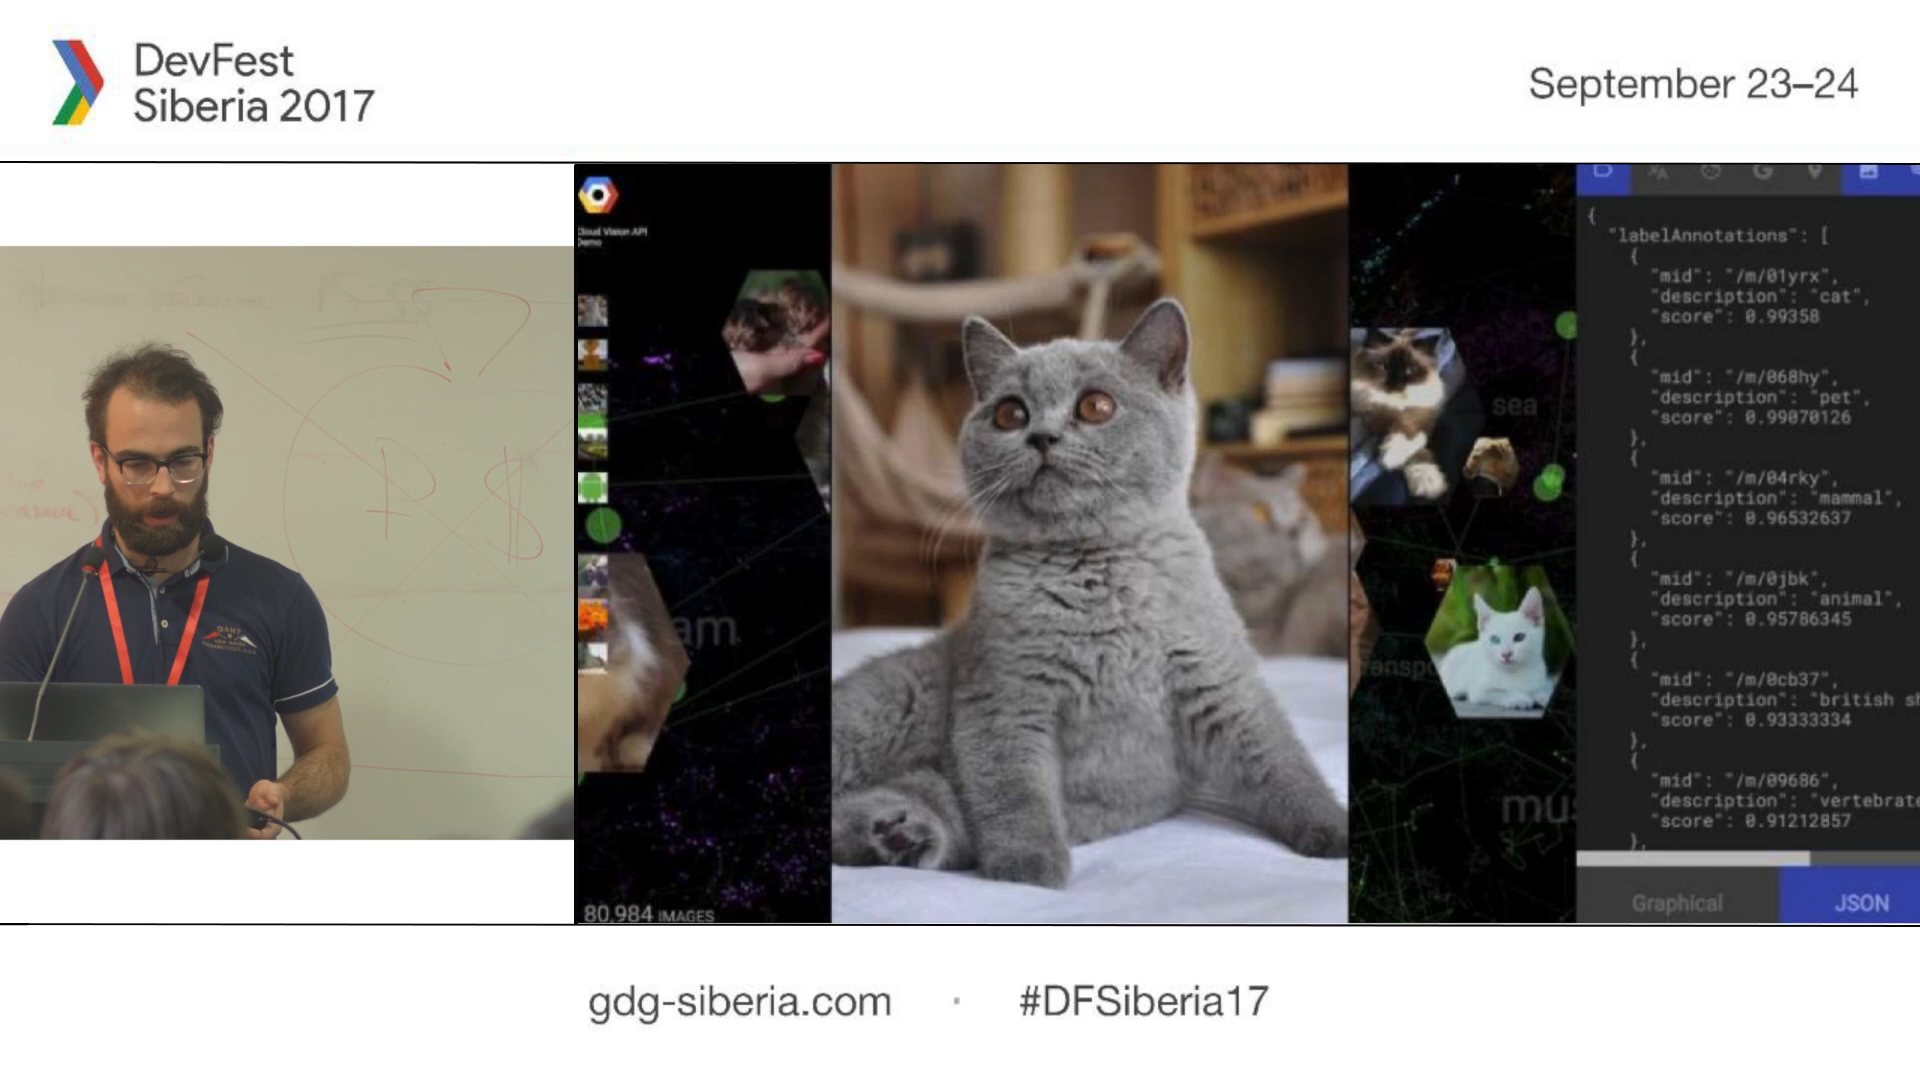 DevFest
Siberia 2017
September 23–24
Cloud Vision API
Demo
am
80,984 IMAGES
sea
mus
{
"labelAnnotations": [
{
"mid": "/m/01yrx",
"description": "cat",
"score": 0.99358
},
{
"mid": "/m/068hy",
"description": "pet",
"score": 0.99070126
},
{
"mid": "/m/04rky",
"description": "mammal",
"score": 0.96532637
},
{
"mid": "/m/0jbk",
"description": "animal",
"score": 0.95786345
},
{
"mid": "/m/0cb37",
"description": "british sh
"score": 0.93333334
},
{
"mid": "/m/09686",
"description": "vertebrate
"score": 0.91212857
},
Graphical
JSON
gdg-siberia.com · #DFSiberia17